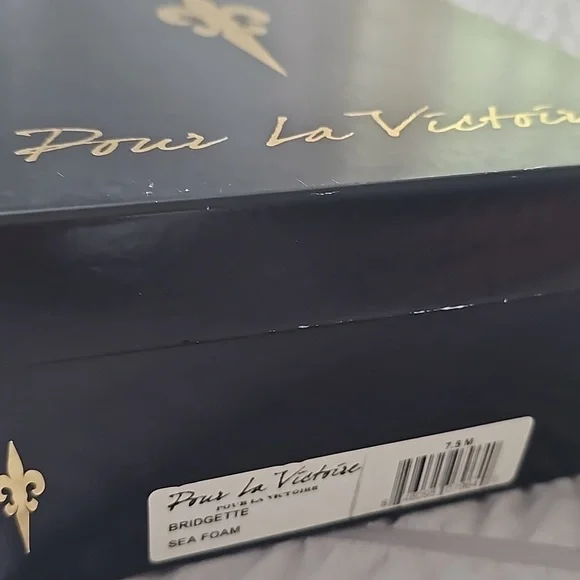 Pour La Victoire
Pour La Victoire
POUR LA VICTOIRE
BRIDGETTE
SEA FOAM
7.5 M